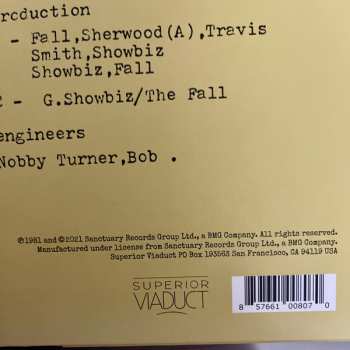 roduction
- Fall,Sherwood(A),Travis
Smith,Showbiz
Showbiz,Fall
- G.Showbiz/The Fall
engineers
Nobby Turner,Bob .
℗1981 and ©2021 Sanctuary Records Group Ltd., a BMG Company. All rights reserved.
Manufactured under license from Sanctuary Records Group Ltd., a BMG Company.
Superior Viaduct PO Box 193563 San Francisco, CA 94119 USA
SUPERIOR
VIADUCT
8 57661 00807 0